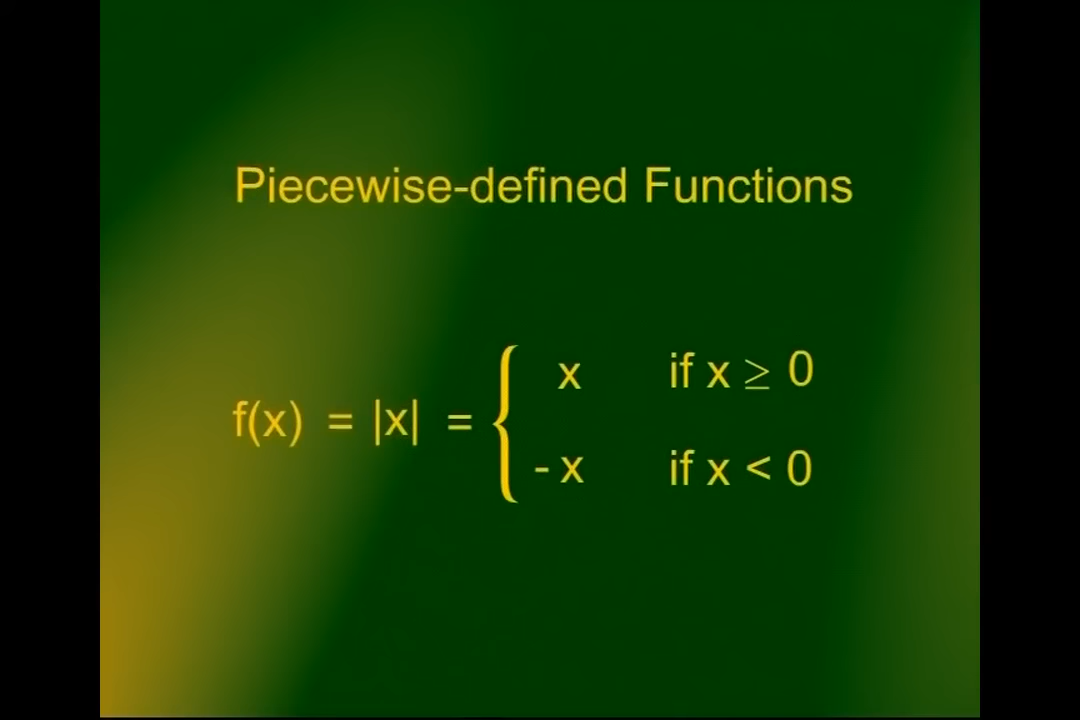 Piecewise-defined Functions
x if x ≥ 0
f(x) = |x| = {
- x if x < 0